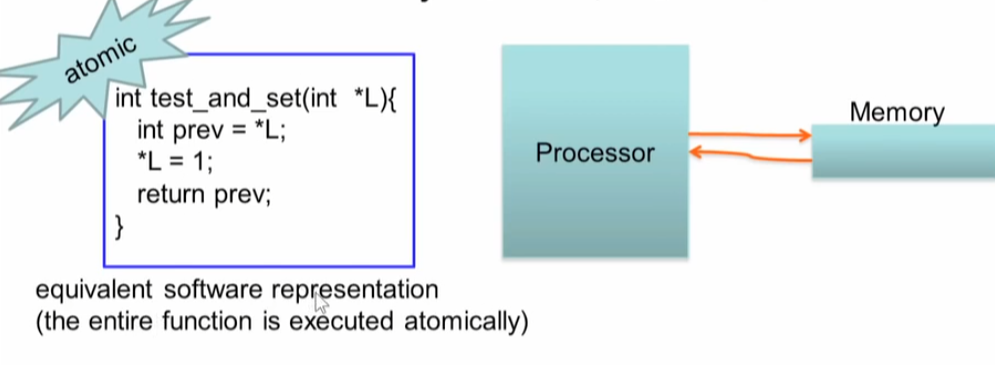 atomic
int test_and_set(int *L){
int prev = *L;
*L = 1;
return prev;
}
equivalent software representation
(the entire function is executed atomically)
Processor
Memory